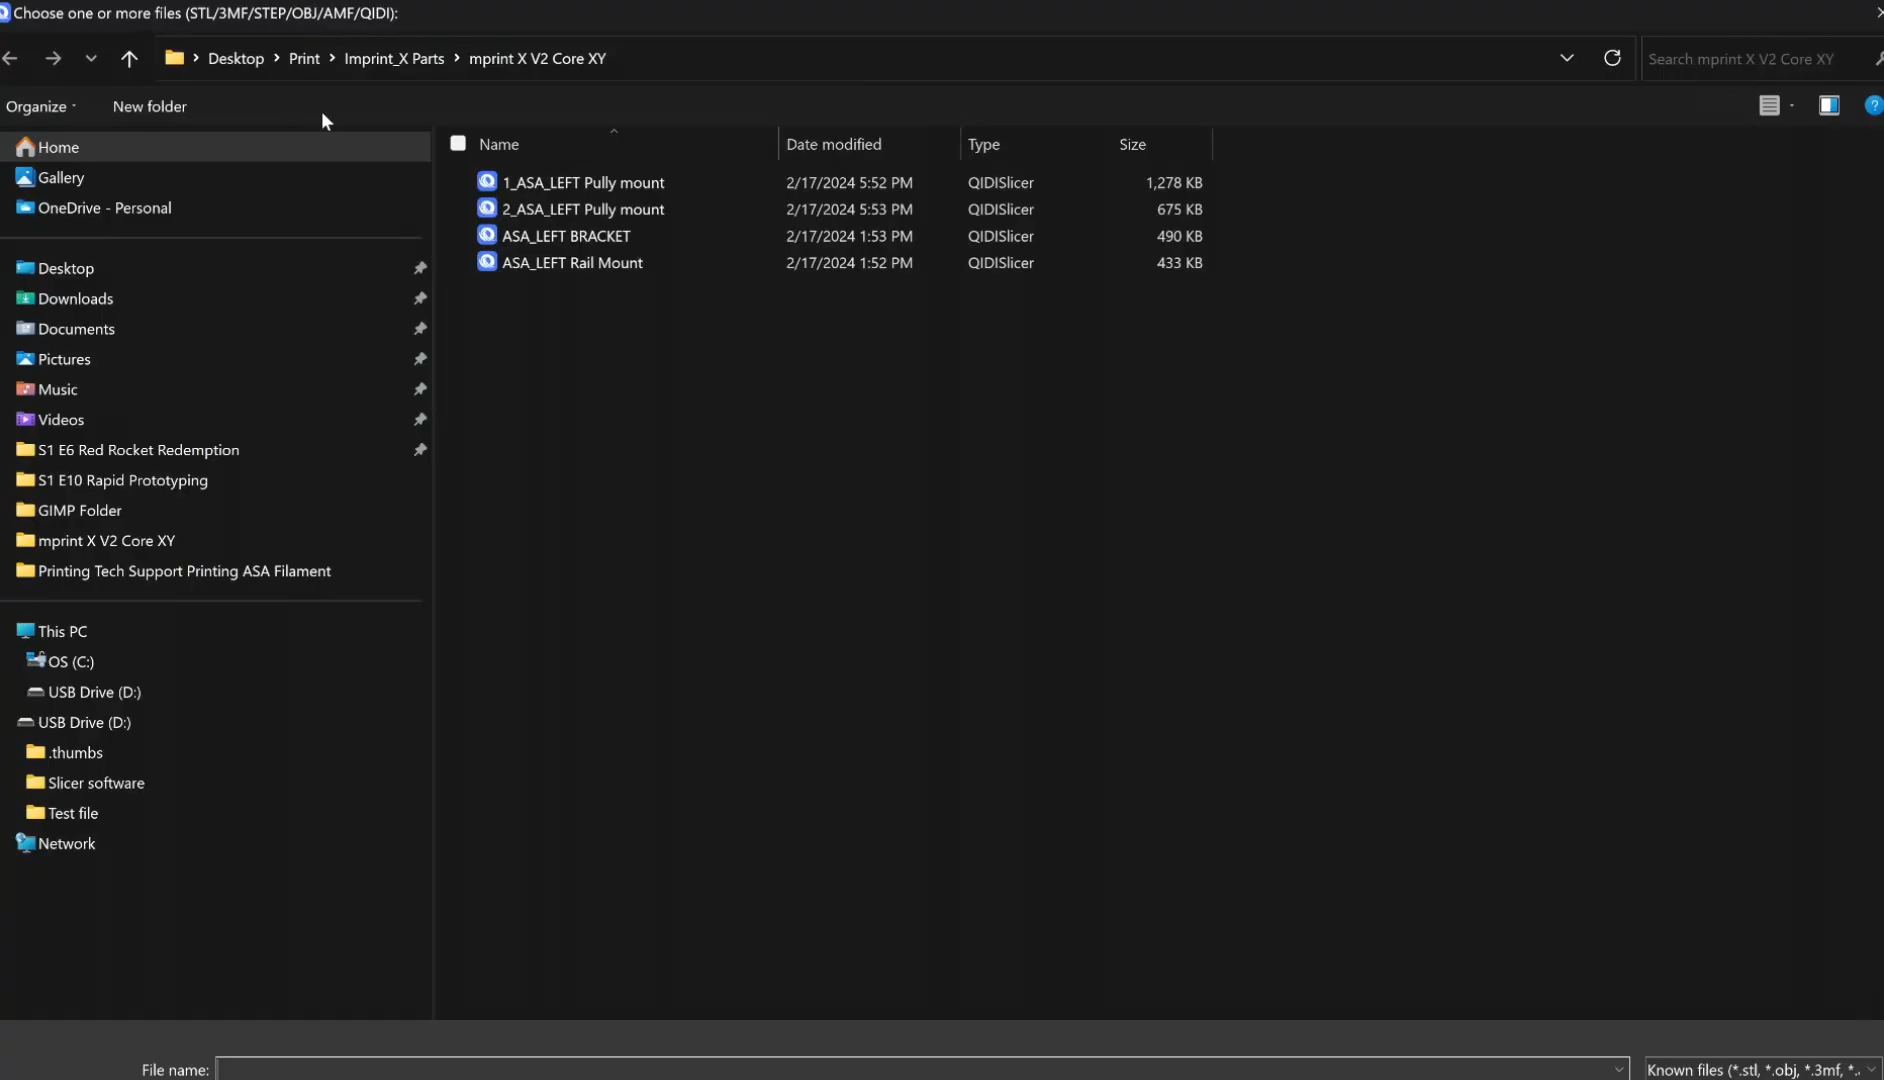 Choose one or more files (STL/3MF/STEP/OBJ/AMF/QIDI):
Desktop > Print > Imprint_X Parts > mprint X V2 Core XY
Search mprint X V2 Core XY
Organize New folder
Home
Gallery
OneDrive - Personal
Desktop
Downloads
Documents
Pictures
Music
Videos
S1 E6 Red Rocket Redemption
S1 E10 Rapid Prototyping
GIMP Folder
mprint X V2 Core XY
Printing Tech Support Printing ASA Filament
This PC
OS (C:)
USB Drive (D:)
USB Drive (D:)
.thumbs
Slicer software
Test file
Network
Name Date modified Type Size
1_ASA_LEFT Pully mount 2/17/2024 5:52 PM QIDISlicer 1,278 KB
2_ASA_LEFT Pully mount 2/17/2024 5:53 PM QIDISlicer 675 KB
ASA_LEFT BRACKET 2/17/2024 1:53 PM QIDISlicer 490 KB
ASA_LEFT Rail Mount 2/17/2024 1:52 PM QIDISlicer 433 KB
File name:
Known files (*.stl, *.obj, *.3mf, *.